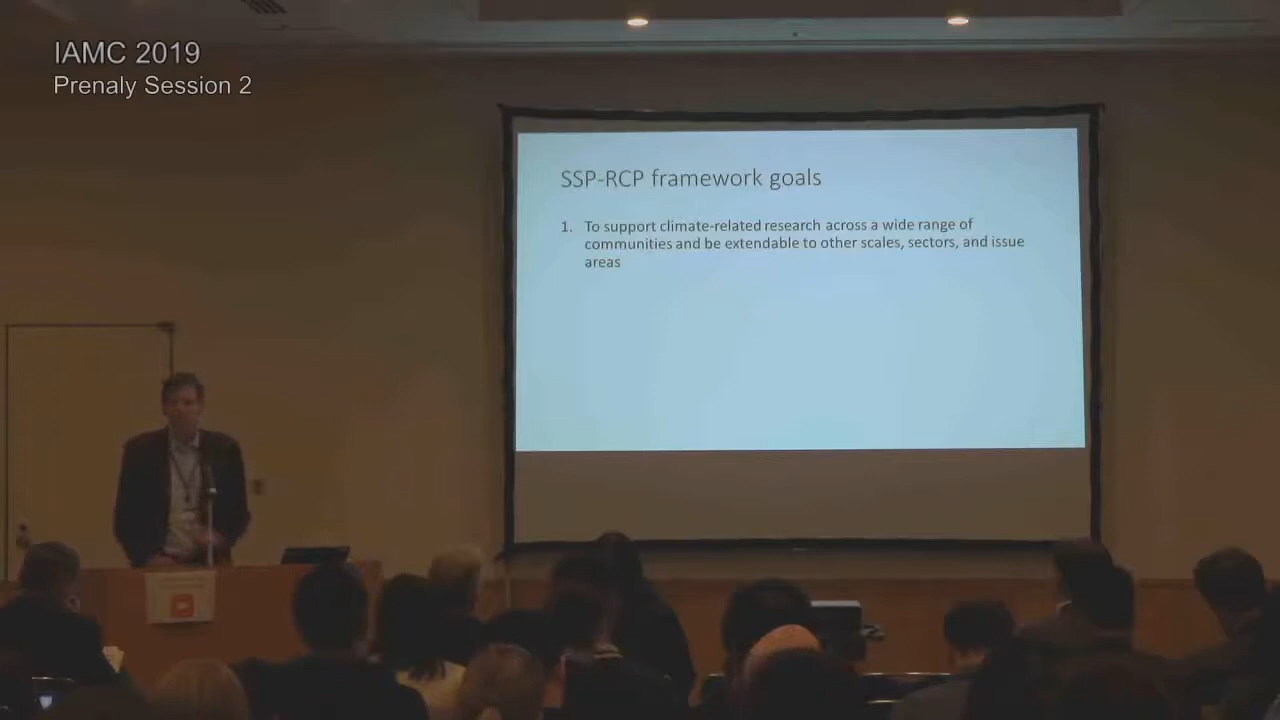 IAMC 2019
Prenaly Session 2
SSP-RCP framework goals
1. To support climate-related research across a wide range of
communities and be extendable to other scales, sectors, and issue
areas